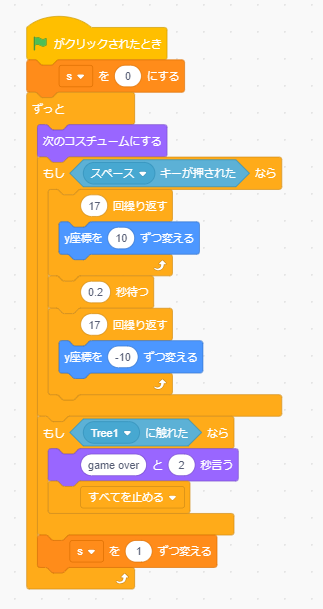 がクリックされたとき
s を 0 にする
ずっと
次のコスチュームにする
もし スペース キーが押された なら
17 回繰り返す
y座標を 10 ずつ変える
0.2 秒待つ
17 回繰り返す
y座標を -10 ずつ変える
もし Tree1 に触れた なら
game over と 2 秒言う
すべてを止める
s を 1 ずつ変える